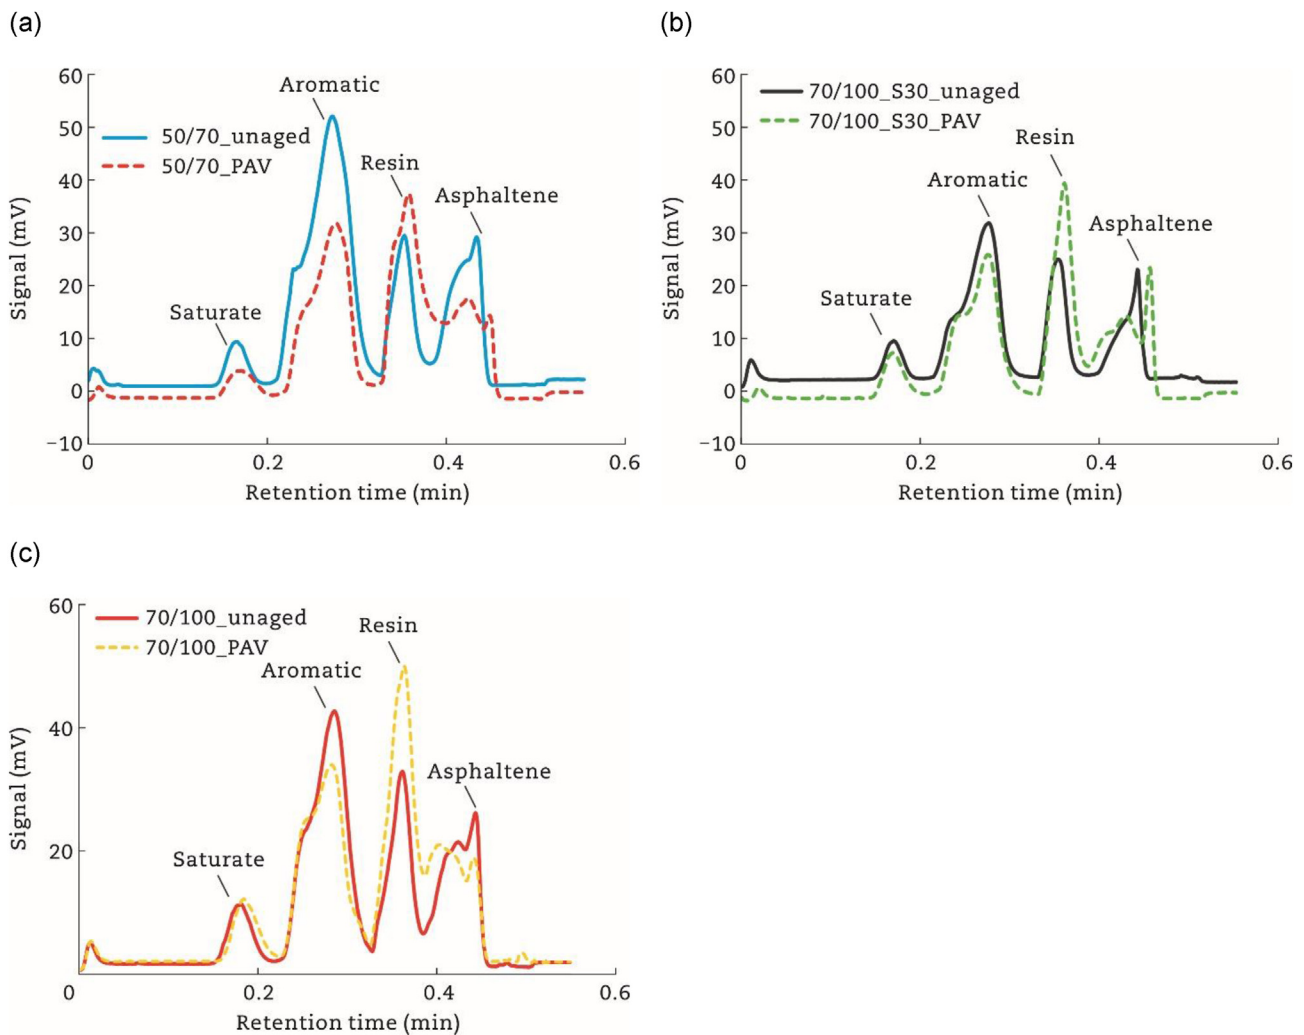 (a)
60
50
40
30
20
10
0
−10
Signal (mV)
50/70_unaged
50/70_PAV
Saturate
Aromatic
Resin
Asphaltene
0
0.2
0.4
0.6
Retention time (min)
(b)
60
50
40
30
20
10
0
−10
Signal (mV)
70/100_S30_unaged
70/100_S30_PAV
Saturate
Aromatic
Resin
Asphaltene
0
0.2
0.4
0.6
Retention time (min)
(c)
60
40
20
Signal (mV)
70/100_unaged
70/100_PAV
Saturate
Aromatic
Resin
Asphaltene
0
0.2
0.4
0.6
Retention time (min)